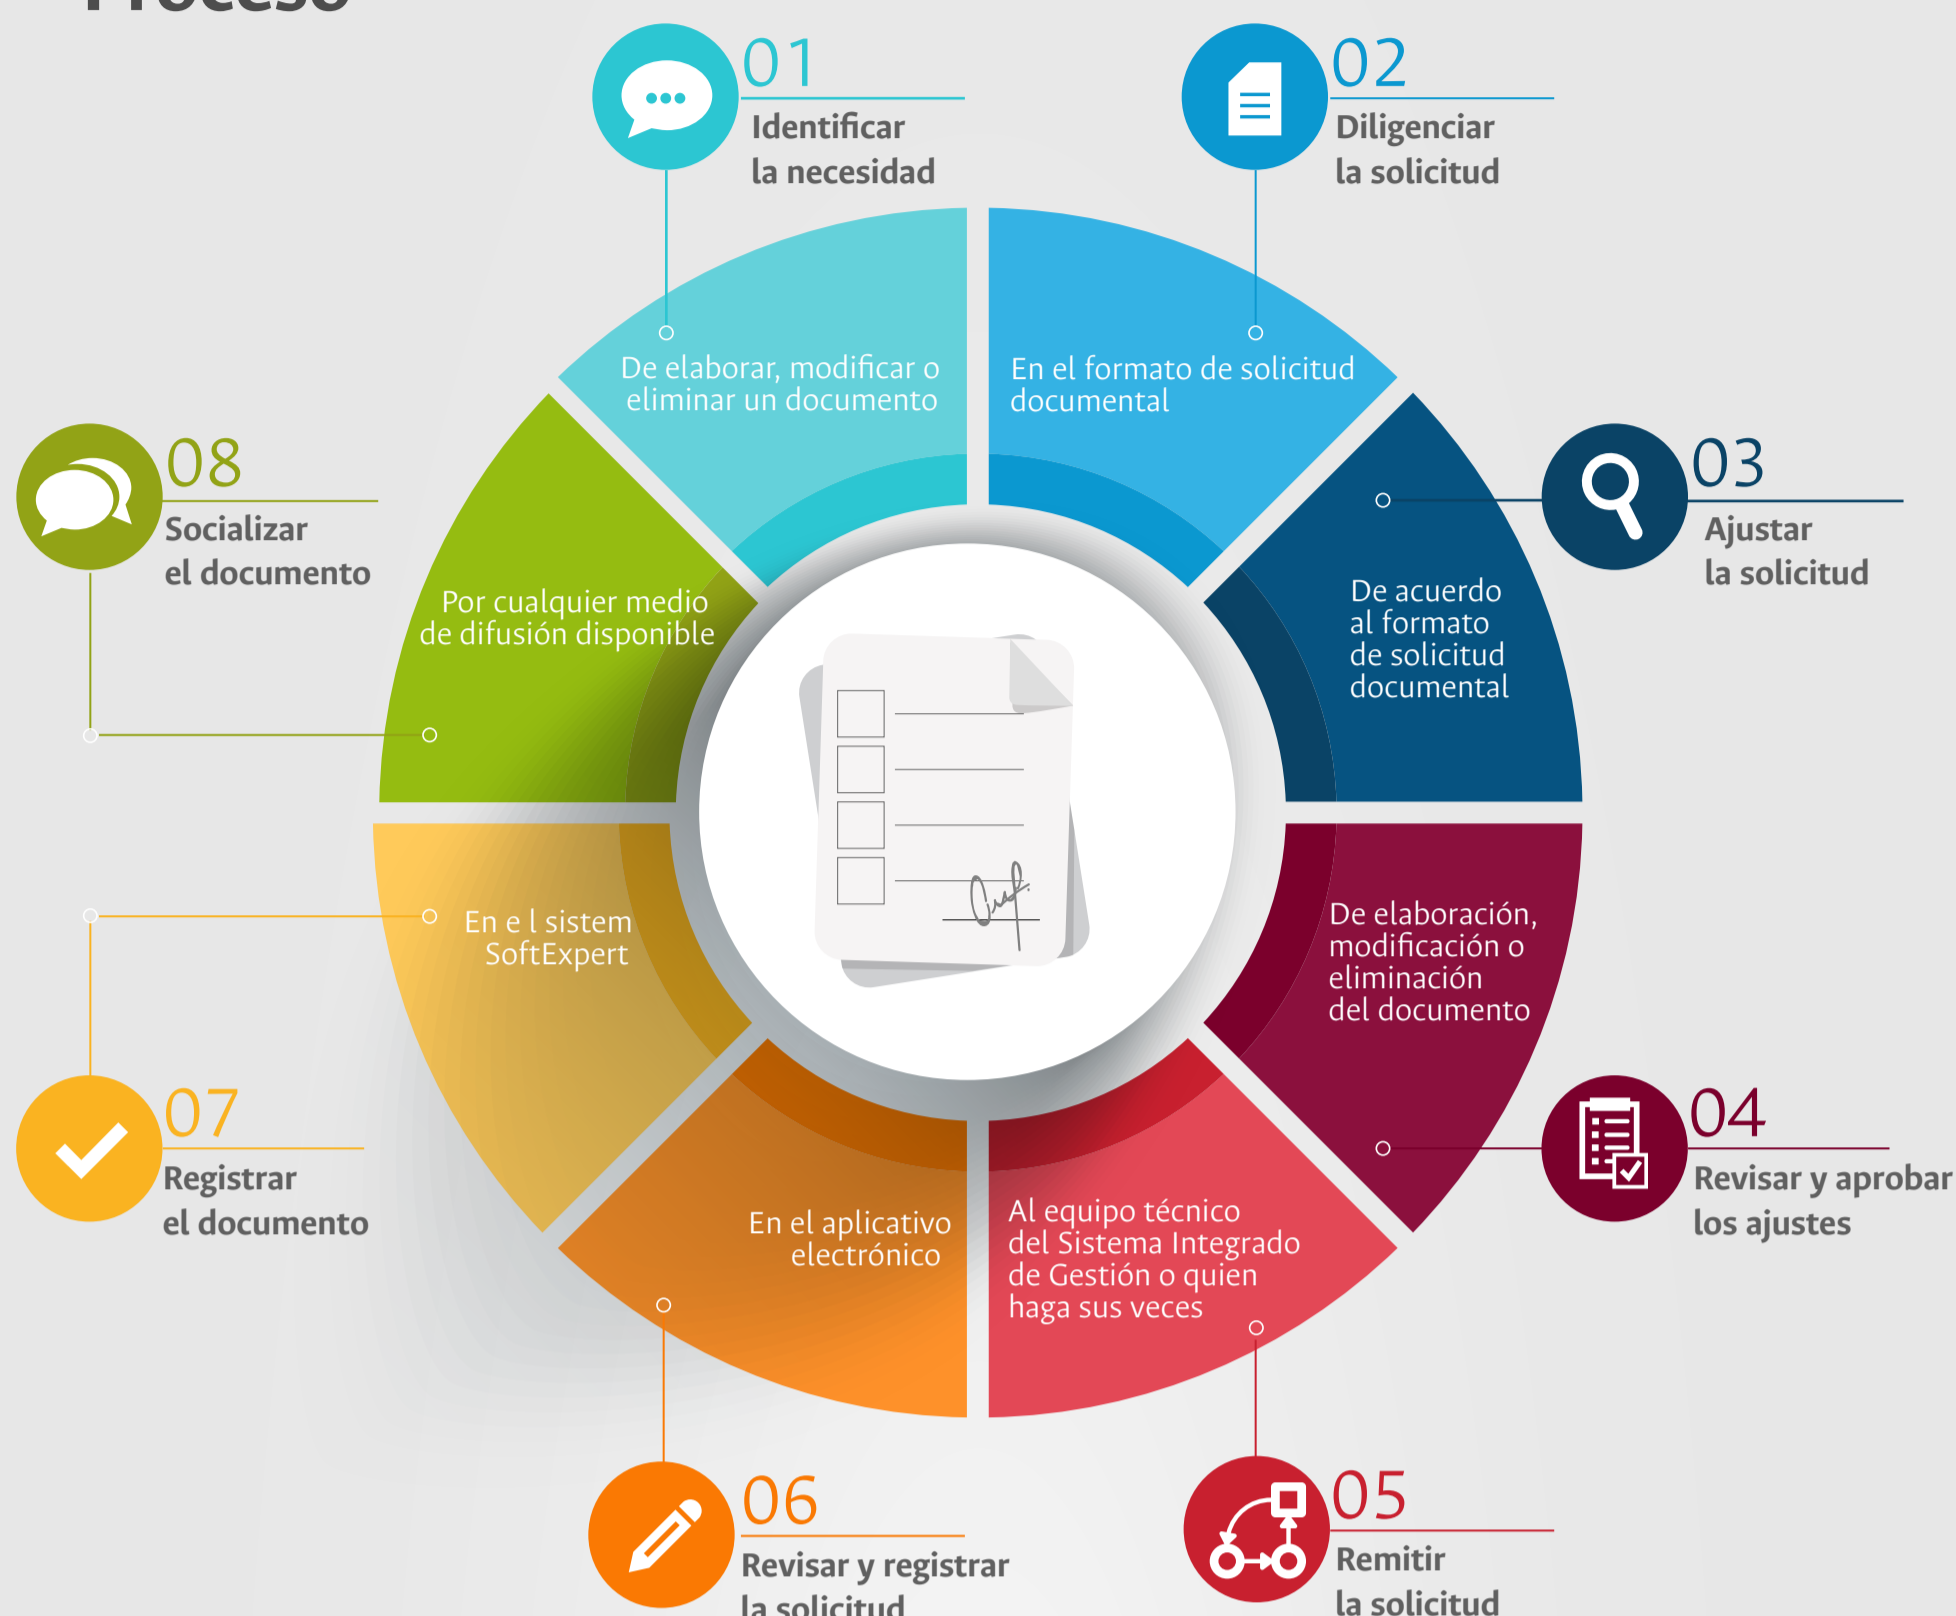 Proceso
01
Identificar
la necesidad
De elaborar, modificar o
eliminar un documento
02
Diligenciar
la solicitud
En el formato de solicitud
documental
03
Ajustar
la solicitud
De acuerdo
al formato
de solicitud
documental
04
Revisar y aprobar
los ajustes
De elaboración,
modificación o
eliminación
del documento
05
Remitir
la solicitud
Al equipo técnico
del Sistema Integrado
de Gestión o quien
haga sus veces
06
Revisar y registrar
la solicitud
En el aplicativo
electrónico
07
Registrar
el documento
En e l sistem
SoftExpert
08
Socializar
el documento
Por cualquier medio
de difusión disponible